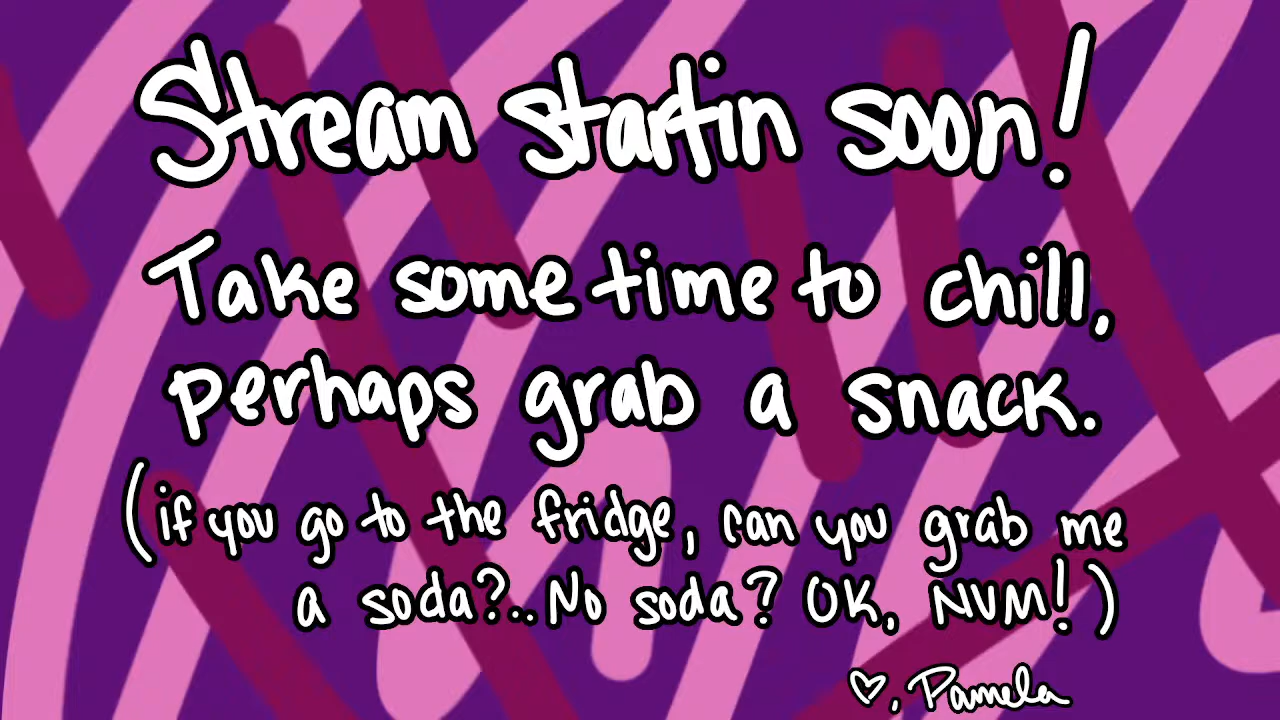 Stream startin soon!
Take some time to chill,
perhaps grab a snack.
(if you go to the fridge, can you grab me
a soda?..No soda? OK, NVM!)
♡, Pamela